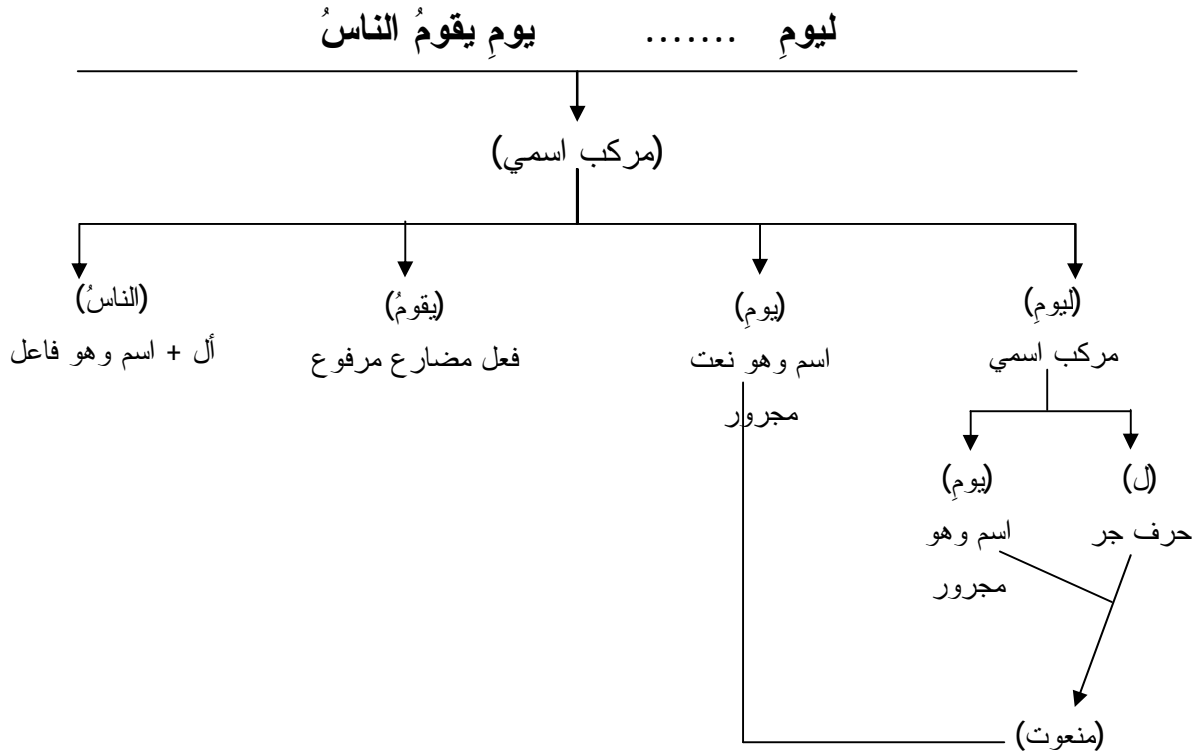 ليومِ ....... يومِ يقومُ الناسُ
(مركب اسمي)
(ليومِ) (يومِ) (يقومُ) (الناسُ)
مركب اسمي اسم وهو نعت فعل مضارع مرفوع أل + اسم وهو فاعل
مجرور
(ل) (يومِ)
حرف جر اسم وهو
مجرور
(منعوت)